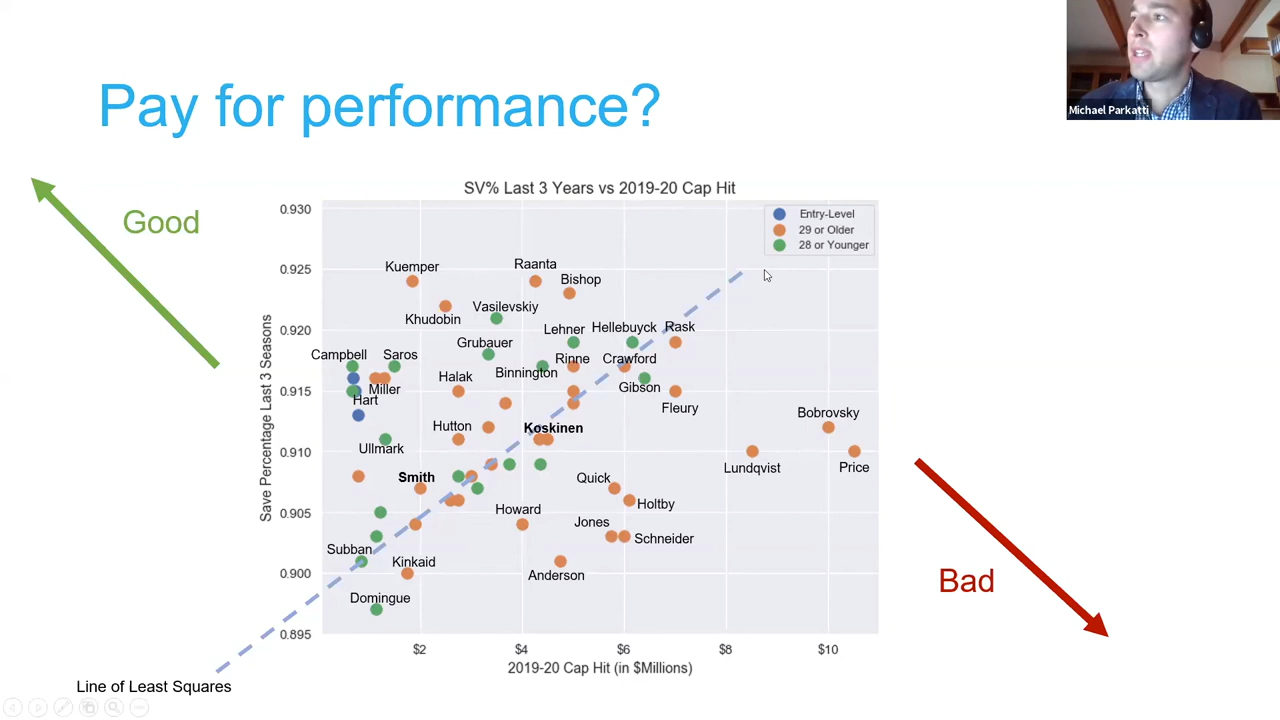 Michael Parkatti
Pay for performance?
Good
SV% Last 3 Years vs 2019-20 Cap Hit
Save Percentage Last 3 Seasons
0.930
0.925
0.920
0.915
0.910
0.905
0.900
0.895
Entry-Level
29 or Older
28 or Younger
Kuemper
Raanta
Bishop
Khudobin
Vasilevskiy
Lehner
Hellebuyck
Rask
Grubauer
Campbell
Saros
Rinne
Crawford
Binnington
Halak
Miller
Gibson
Hart
Fleury
Bobrovsky
Hutton
Koskinen
Ullmark
Lundqvist
Price
Smith
Quick
Holtby
Howard
Jones
Schneider
Subban
Kinkaid
Anderson
Domingue
$2
$4
$6
$8
$10
2019-20 Cap Hit (in $Millions)
Bad
Line of Least Squares